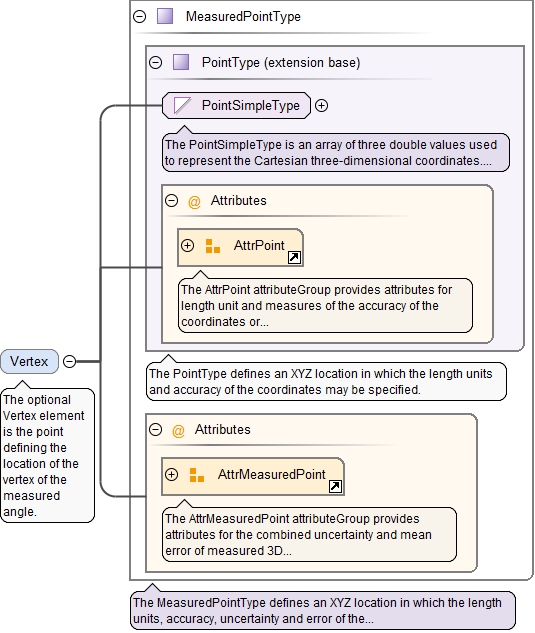 MeasuredPointType
PointType (extension base)
PointSimpleType
The PointSimpleType is an array of three double values used
to represent the Cartesian three-dimensional coordinates....
@ Attributes
AttrPoint
The AttrPoint attributeGroup provides attributes for
length unit and measures of the accuracy of the
coordinates or...
Vertex
The optional
Vertex element
is the point
defining the
location of the
vertex of the
measured
angle.
The PointType defines an XYZ location in which the length units
and accuracy of the coordinates may be specified.
@ Attributes
AttrMeasuredPoint
The AttrMeasuredPoint attributeGroup provides
attributes for the combined uncertainty and mean
error of measured 3D...
The MeasuredPointType defines an XYZ location in which the length
units, accuracy, uncertainty and error of the...